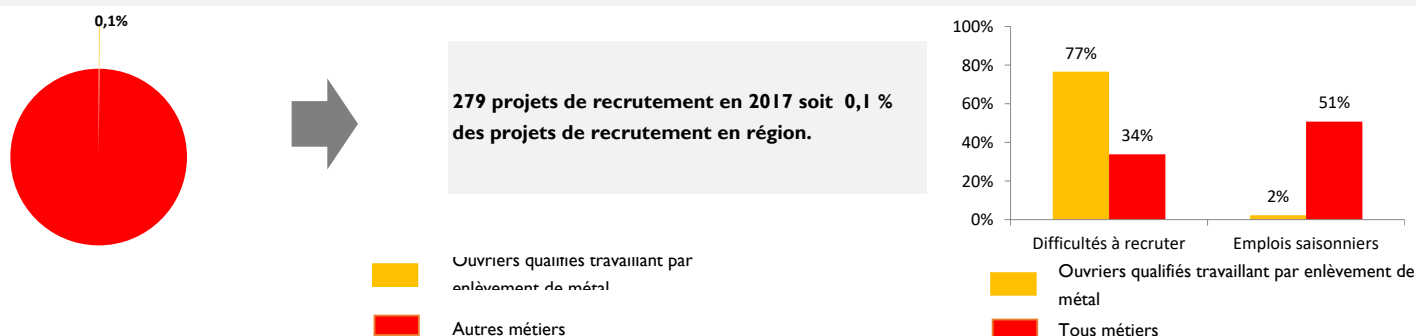 0,1%
279 projets de recrutement en 2017 soit 0,1 %
des projets de recrutement en région.
Ouvriers qualifiés travaillant par
enlèvement de métal
Autres métiers
100%
80%
60%
40%
20%
0%
77%
34%
2%
51%
Difficultés à recruter
Emplois saisonniers
Ouvriers qualifiés travaillant par enlèvement de
métal
Tous métiers